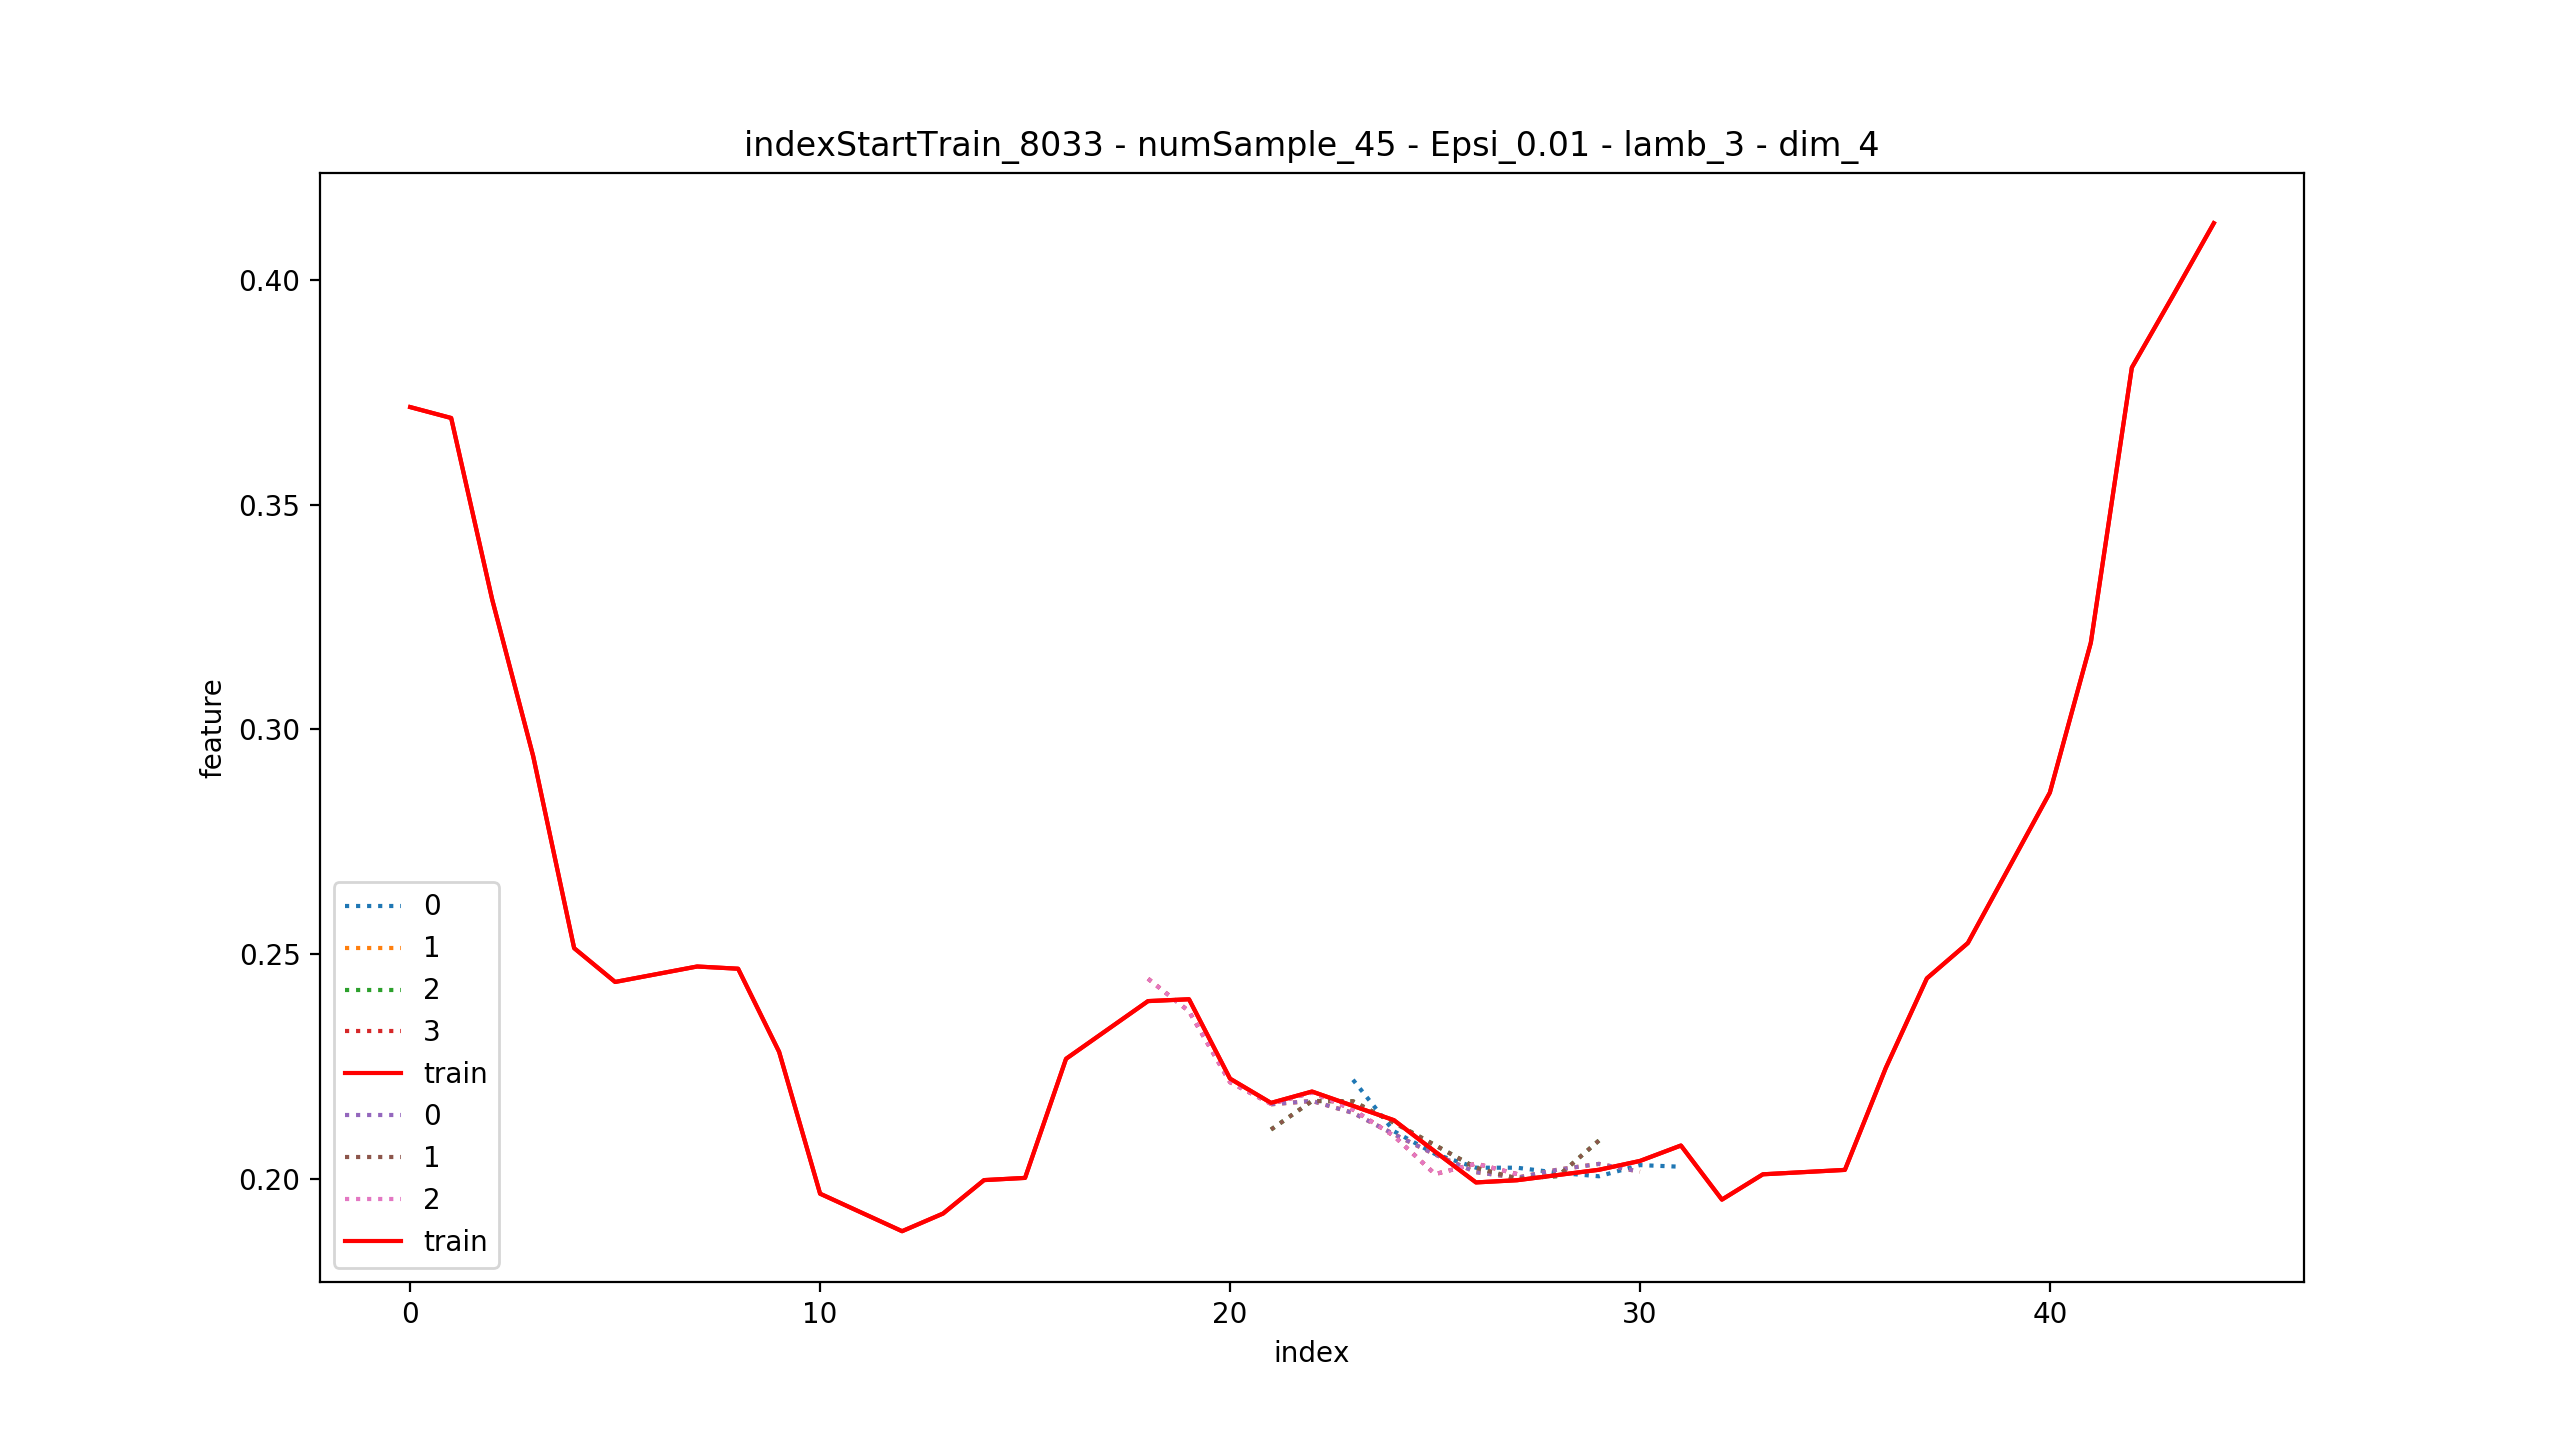 indexStartTrain_8033 - numSample_45 - Epsi_0.01 - lamb_3 - dim_4
0.40
0.35
0.30
0.25
0.20
feature
0
1
2
3
train
0
1
2
train
0 10 20 30 40
index